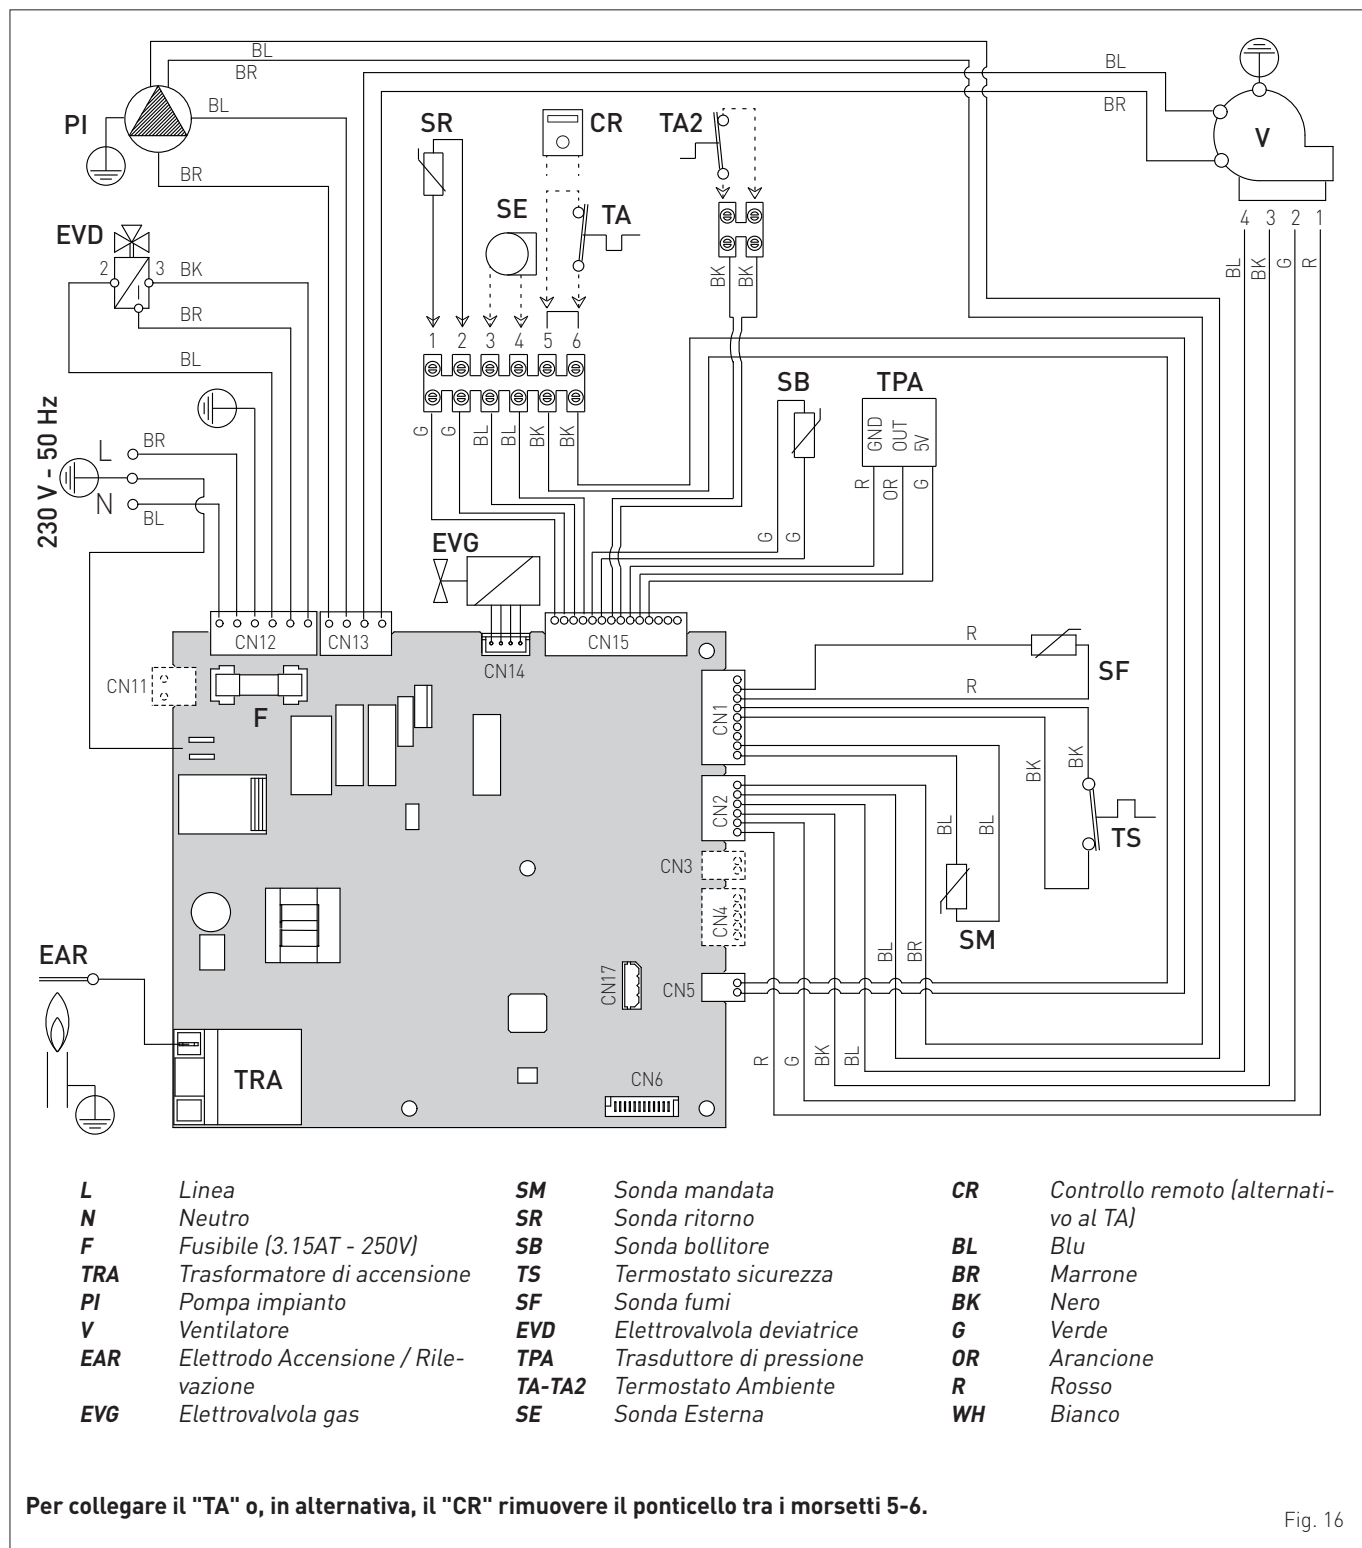 BL
BR
BL
BR
PI
BL
BR
SR
CR
TA2
V
EVD
SE
TA
4 3 2 1
BL BK G R
2 3 BK
BR
BL
BK BK
1 2 3 4 5 6
SB
TPA
GND OUT 5V
230 V - 50 Hz
L
BR
N
BL
G G BL BL BK BK
R OR G
G G
EVG
CN12
CN13
CN14
CN15
CN11
F
R
SF
R
CN1
BK BK
CN2
BL BL
TS
CN3
CN4
SM
BL BR
EAR
CN17
CN5
TRA
R G BK BL
CN6
L Linea
N Neutro
F Fusibile (3.15AT - 250V)
TRA Trasformatore di accensione
PI Pompa impianto
V Ventilatore
EAR Elettrodo Accensione / Rile-
vazione
EVG Elettrovalvola gas
SM Sonda mandata
SR Sonda ritorno
SB Sonda bollitore
TS Termostato sicurezza
SF Sonda fumi
EVD Elettrovalvola deviatrice
TPA Trasduttore di pressione
TA-TA2 Termostato Ambiente
SE Sonda Esterna
CR Controllo remoto (alternati-
vo al TA)
BL Blu
BR Marrone
BK Nero
G Verde
OR Arancione
R Rosso
WH Bianco
Per collegare il "TA" o, in alternativa, il "CR" rimuovere il ponticello tra i morsetti 5-6.
Fig. 16